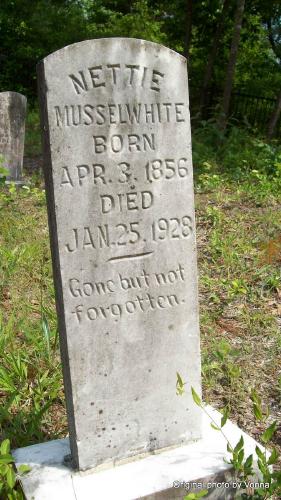 NETTIE
MUSSELWHITE
BORN
APR. 3. 1856
DIED
JAN. 25. 1928
Gone but not
forgotten.
Original photo by Vonna